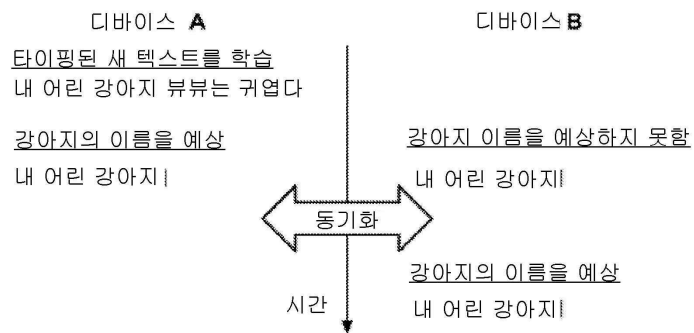 디바이스 A
타이핑된 새 텍스트를 학습
내 어린 강아지 뷰뷰는 귀엽다
강아지의 이름을 예상
내 어린 강아지|
디바이스 B
강아지 이름을 예상하지 못함
내 어린 강아지|
동기화
강아지의 이름을 예상
내 어린 강아지|
시간